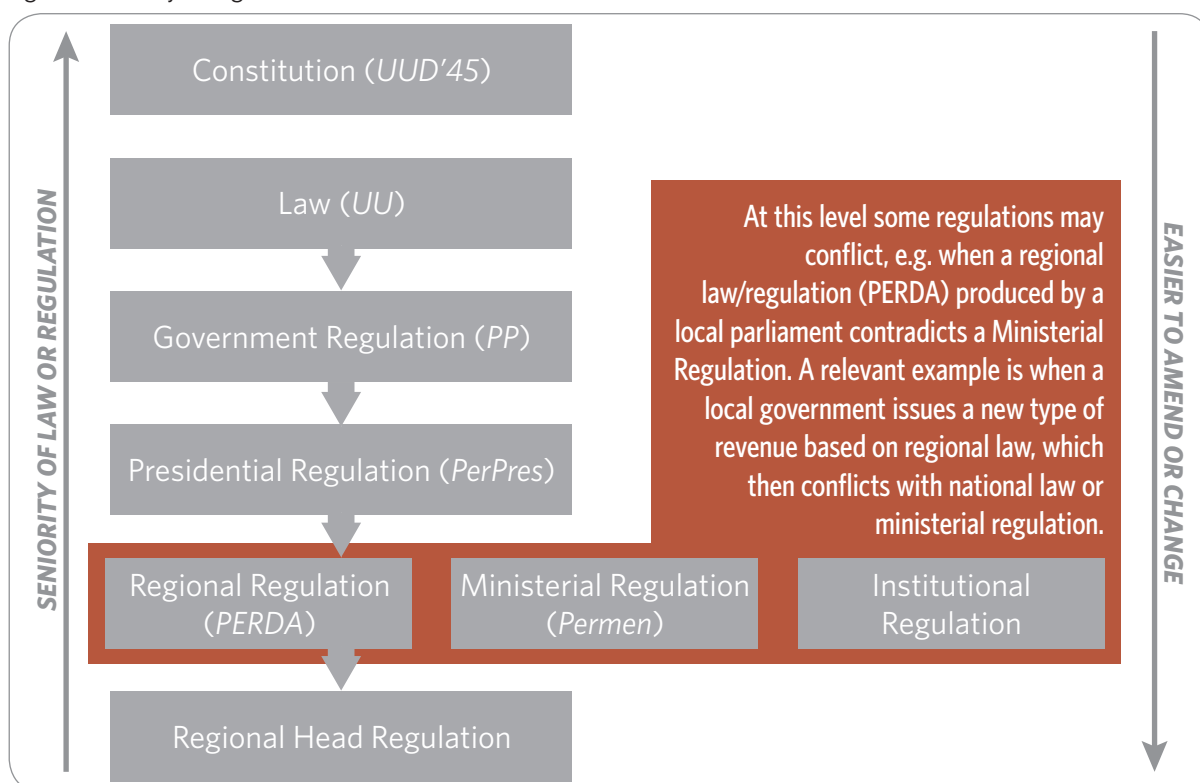 Constitution (UUD'45)
SENIORITY OF LAW OR REGULATION
Law (UU)
Government Regulation (PP)
Presidential Regulation (PerPres)
At this level some regulations may
conflict, e.g. when a regional
law/regulation (PERDA) produced by a
local parliament contradicts a Ministerial
Regulation. A relevant example is when a
local government issues a new type of
revenue based on regional law, which
then conflicts with national law or
ministerial regulation.
EASIER TO AMEND OR CHANGE
Regional Regulation
(PERDA)
Ministerial Regulation
(Permen)
Institutional
Regulation
Regional Head Regulation